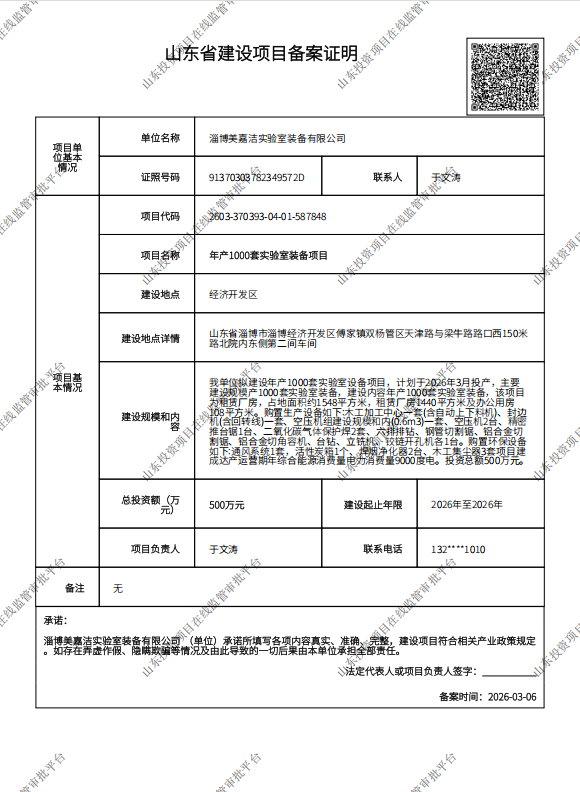 山东省建设项目备案证明
项目单位基本情况
单位名称
淄博美嘉洁实验室装备有限公司
证照号码
91370303782349572D
联系人
于文涛
项目基本情况
项目代码
2603-370393-04-01-587848
项目名称
年产1000套实验室装备项目
建设地点
经济开发区
建设地点详情
山东省淄博市淄博经济开发区傅家镇双杨管区天津路与梁牛路路口西150米
路北院内东侧第二间车间
建设规模和内容
我单位拟建设年产1000套实验室设备项目，计划于2026年3月投产，主要
建设规模产1000套实验室装备，建设内容年产1000套实验室装备，该项目
为租赁厂房，占地面积约1548平方米，租赁厂房1440平方米及办公用房
108平方米。购置生产设备如下:木工加工中心一套(含自动上下料机)、封边
机(含回转线)一套、空压机组建设规模和内(0.6m3)一套、空压机2台、精密
推台锯1台、二氧化碳气体保护焊2套、六排排钻、钢管切割锯、铝合金切
割锯、铝合金切角容机、台钻、立铣机、铰链开孔机各1台。购置环保设备
如下:通风系统1套，活性炭箱1个、焊烟净化器2台、木工集尘器3套项目建
成达产运营期年综合能源消费量电力消费量9000度电。投资总额500万元。
总投资额（万元）
500万元
建设起止年限
2026年至2026年
项目负责人
于文涛
联系电话
132****1010
备注
无
承诺：
淄博美嘉洁实验室装备有限公司（单位）承诺所填写各项内容真实、准确、完整，建设项目符合相关产业政策规定
。如存在弄虚作假、隐瞒欺骗等情况及由此导致的一切后果由本单位承担全部责任。
法定代表人或项目负责人签字：
备案时间：2026-03-06
山东投资项目在线监管审批平台